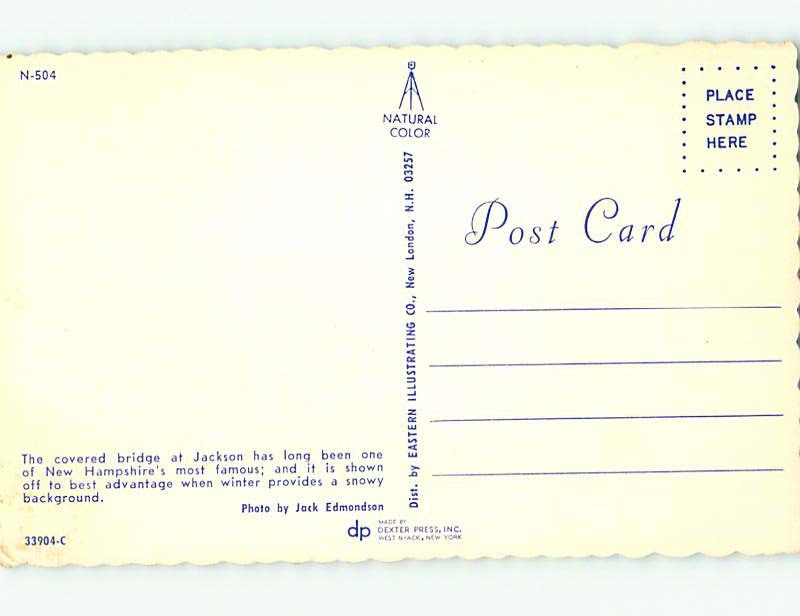 N-504
NATURAL
COLOR
PLACE
STAMP
HERE
Post Card
Dist. by EASTERN ILLUSTRATING CO., New London, N.H. 03257
The covered bridge at Jackson has long been one
of New Hampshire's most famous; and it is shown
off to best advantage when winter provides a snowy
background.
Photo by Jack Edmondson
33904-C
dp
MADE BY
DEXTER PRESS, INC.
WEST NYACK, NEW YORK